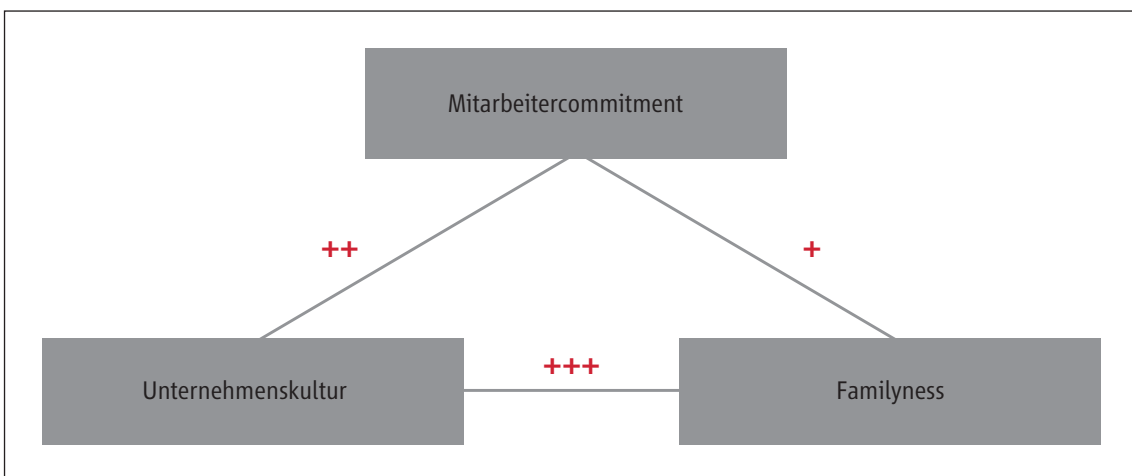 Mitarbeitercommitment
++
+
+++
Unternehmenskultur
Familyness